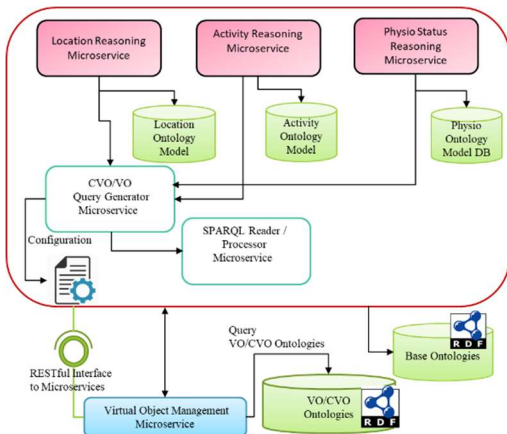 Location Reasoning
Microservice
Activity Reasoning
Microservice
Physio Status
Reasoning
Microservice
Location
Ontology
Model
Activity
Ontology
Model
Physio
Ontology
Model DB
CVO/VO
Query Generator
Microservice
SPARQL Reader /
Processor
Microservice
Configuration
Query
VO/CVO Ontologies
RDF
Base Ontologies
RESTful Interface
to Microservices
Virtual Object Management
Microservice
VO/CVO
Ontologies
RDF